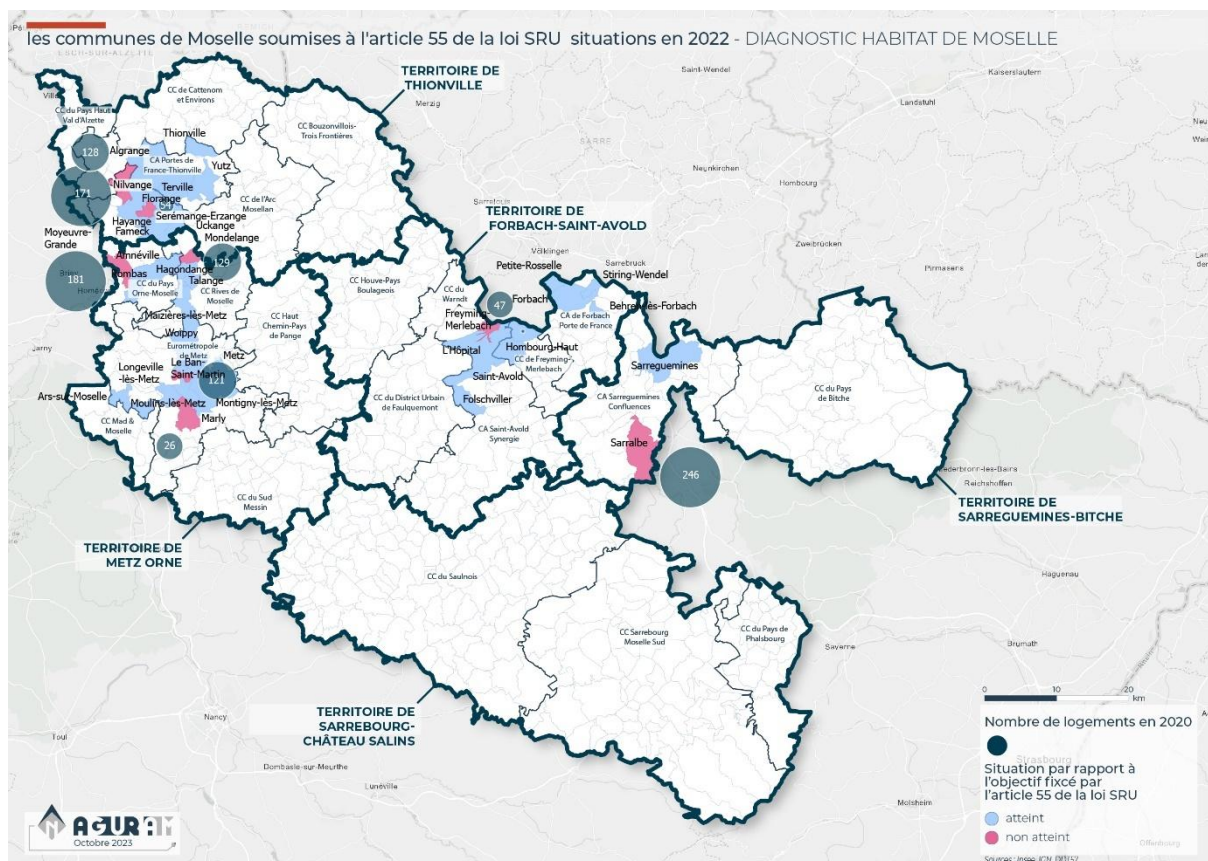 les communes de Moselle soumises à l'article 55 de la loi SRU situations en 2022 - DIAGNOSTIC HABITAT DE MOSELLE
TERRITOIRE DE
THIONVILLE
Saint-Wendel
Kaiserslautern
Merzig
Landstuhl
CC de Cattenom
et Environs
CC du Pays Haut
Val d'Alzette
CC Bouzonvillois-
Trois Frontières
Thionville
128
Algrange
CA Portes de
France-Thionville
Yutz
SARRE
Neunkirchen
Homburg
171
Nilvange
Terville
Florange
CC de l'Arc
Mosellan
Sarrelouis
Hayange
Serémange-Erzange
Fameck
Uckange
Mondelange
Moyeuvre-
Grande
TERRITOIRE DE
FORBACH-SAINT-AVOLD
Völklingen
Zweibrücken
Amnéville
129
Petite-Rosselle
Sarrebruck
Stiring-Wendel
Pirmasens
181
Rombas
Hagondange
Talange
CC du Pays
Orne-Moselle
CC Rives de
Moselle
CC Houve-Pays
Boulageois
CC du
Warndt
47
Forbach
Behren-lès-Forbach
Maizières-lès-Metz
CC Haut
Chemin-Pays
de Pange
Freyming-
Merlebach
CA de Forbach
Porte de France
Woippy
Eurométropole
de Metz
Metz
L'Hôpital
Hombourg-Haut
CC de Freyming-
Merlebach
Sarreguemines
Longeville
-lès-Metz
Le Ban-
Saint-Martin
121
Saint-Avold
CC du Pays
de Bitche
Ars-sur-Moselle
Moulins-lès-Metz
Montigny-lès-Metz
CC du District Urbain
de Faulquemont
Folschviller
CA Sarreguemines
Confluences
CC Mad &
Moselle
Marly
CA Saint-Avold
Synergie
26
Sarralbe
246
Reichshoffen
CC du Sud
Messin
TERRITOIRE DE
SARREGUEMINES-BITCHE
TERRITOIRE DE
METZ ORNE
CC du Saulnois
Haguenau
CC Sarrebourg
Moselle Sud
CC du Pays de
Phalsbourg
Saverne
Brumath
TERRITOIRE DE
SARREBOURG-
CHÂTEAU SALINS
Nancy
Toul
Dombasle-sur-Meurthe
Lunéville
Molsheim
0 10 20
km
Nombre de logements en 2020
Strasbourg
Situation par rapport à
l'objectif fixcé par
l'article 55 de la loi SRU
atteint
non atteint
Offenbourg
AGURAM
Octobre 2023